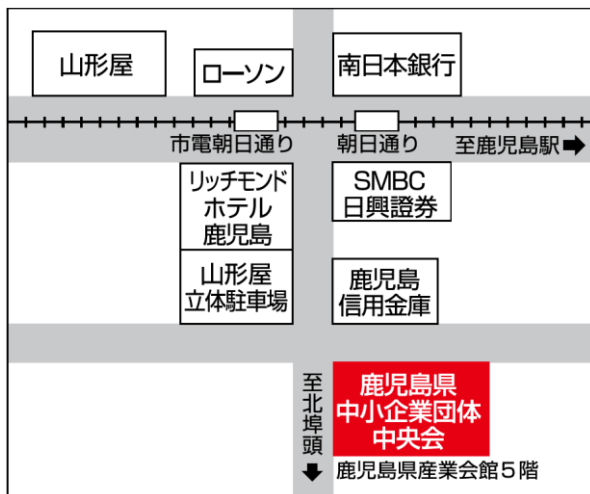 山形屋
ローソン
南日本銀行
市電朝日通り
朝日通り
至鹿児島駅➡
リッチモンド
ホテル
鹿児島
SMBC
日興證券
山形屋
立体駐車場
鹿児島
信用金庫
至北埠頭⬇
鹿児島県
中小企業団体
中央会
鹿児島県産業会館5階